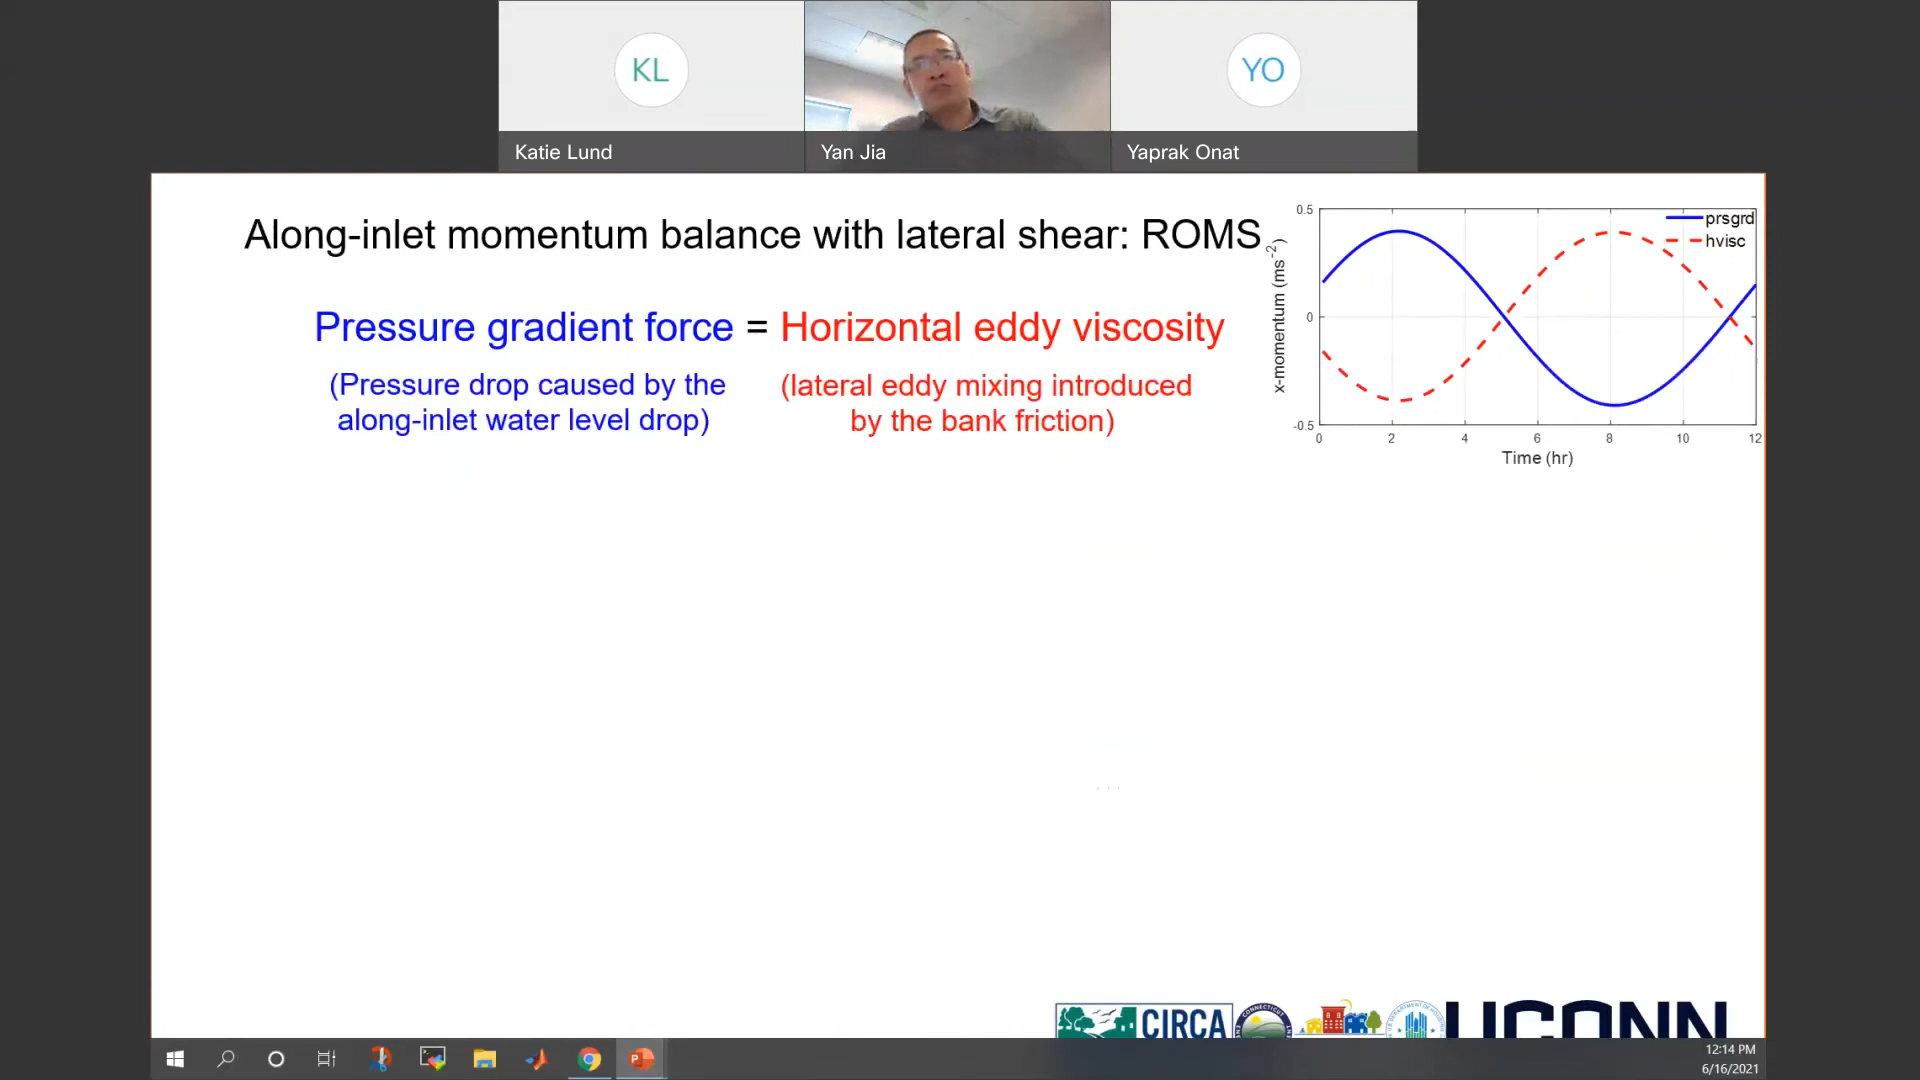 KL
YO
Katie Lund
Yan Jia
Yaprak Onat
Along-inlet momentum balance with lateral shear: ROMS
Pressure gradient force = Horizontal eddy viscosity
(Pressure drop caused by the
along-inlet water level drop)
(lateral eddy mixing introduced
by the bank friction)
prsgrd
hvisc
x-momentum (ms⁻²)
0.5
0
-0.5
0 2 4 6 8 10 12
Time (hr)
CIRCA
CONNECTICUT
UCONN
12:14 PM
6/16/2021